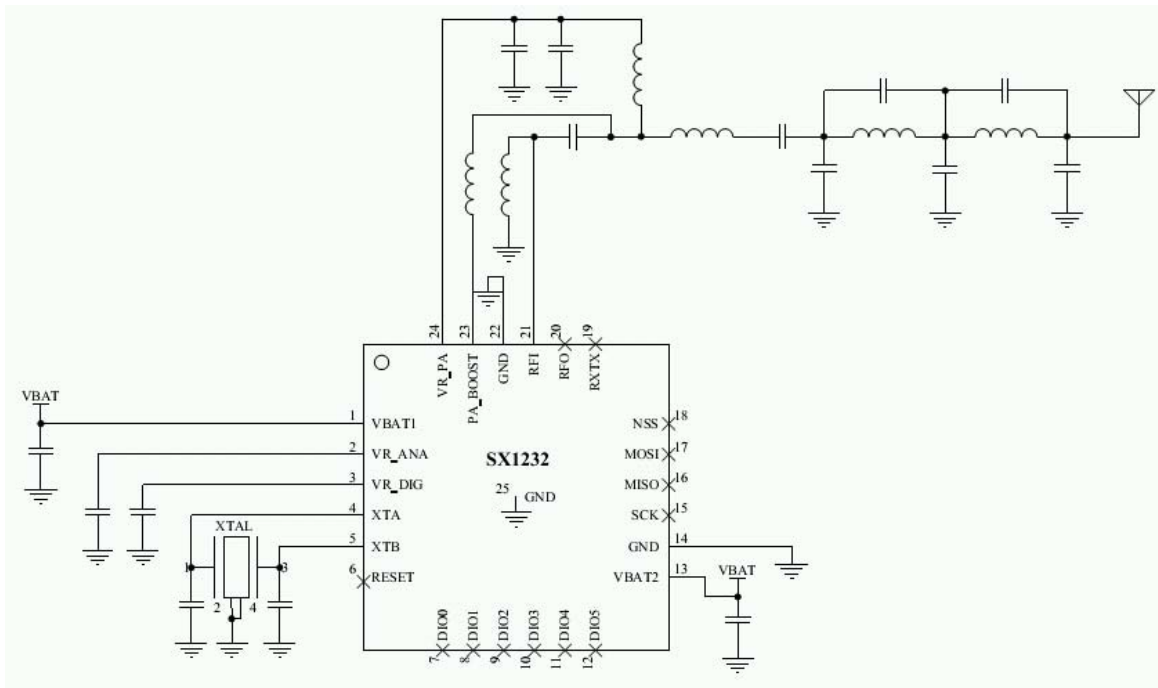 24
23
22
21
20
19
VR_PA
PA_BOOST
GND
RFI
RFO
RXTX
VBAT
1 VBAT1
2 VR_ANA
3 VR_DIG
4 XTA
5 XTB
6 RESET
XTAL
1
3
2 4
SX1232
25 GND
NSS 18
MOSI 17
MISO 16
SCK 15
GND 14
VBAT2 13
VBAT
DIO0
DIO1
DIO2
DIO3
DIO4
DIO5
7
8
9
10
11
12